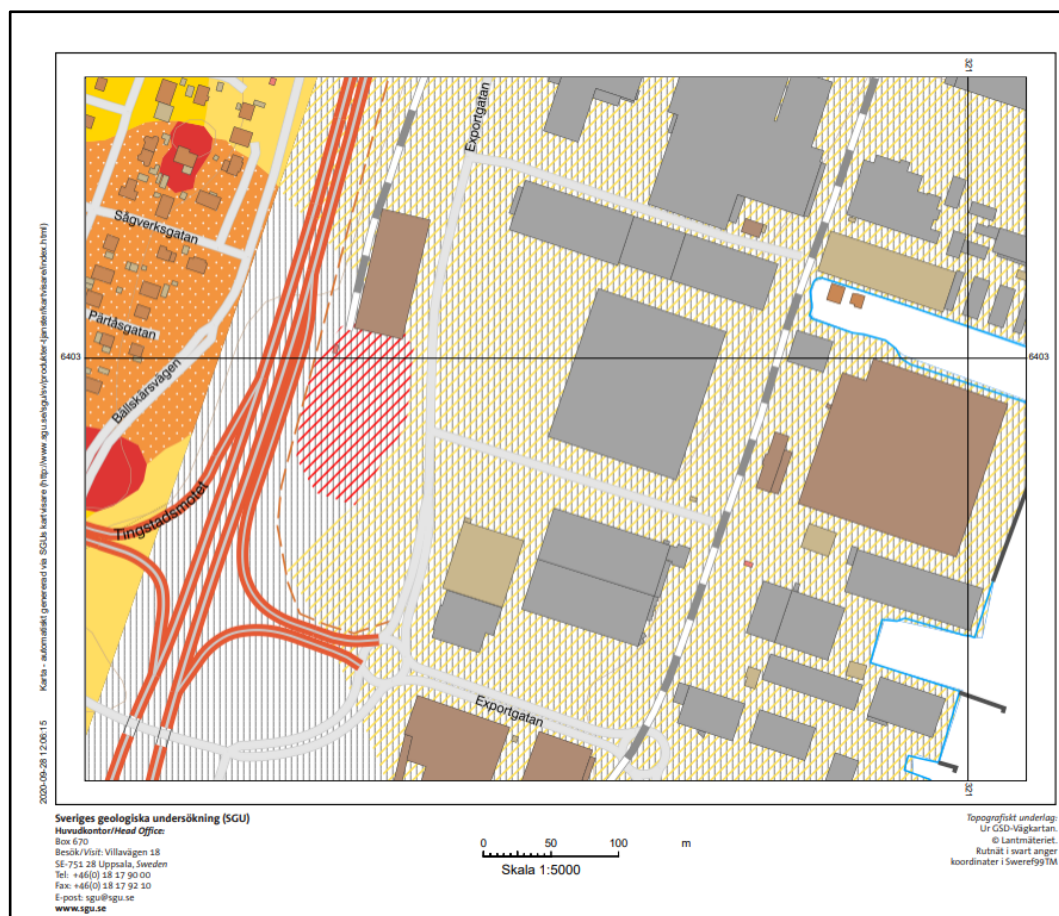 321
Exportgatan
Sågverksgatan
Pärtåsgatan
6403
6403
Bällskärsvägen
Tingstadsmotet
Exportgatan
321
Karta - automatiskt genererad via SGUs kartvisare (http://www.sgu.se/sgu/sv/produkter-tjanster/kartvisare/index.html)
2020-09-28 12:06:15
Sveriges geologiska undersökning (SGU)
Huvudkontor/Head Office:
Box 670
Besök/Visit: Villavägen 18
SE-751 28 Uppsala, Sweden
Tel: +46(0) 18 17 90 00
Fax: +46(0) 18 17 92 10
E-post: sgu@sgu.se
www.sgu.se
0 50 100 m
Skala 1:5000
Topografiskt underlag:
Ur GSD-Vägkartan.
© Lantmäteriet.
Rutnät i svart anger
koordinater i Sweref99TM